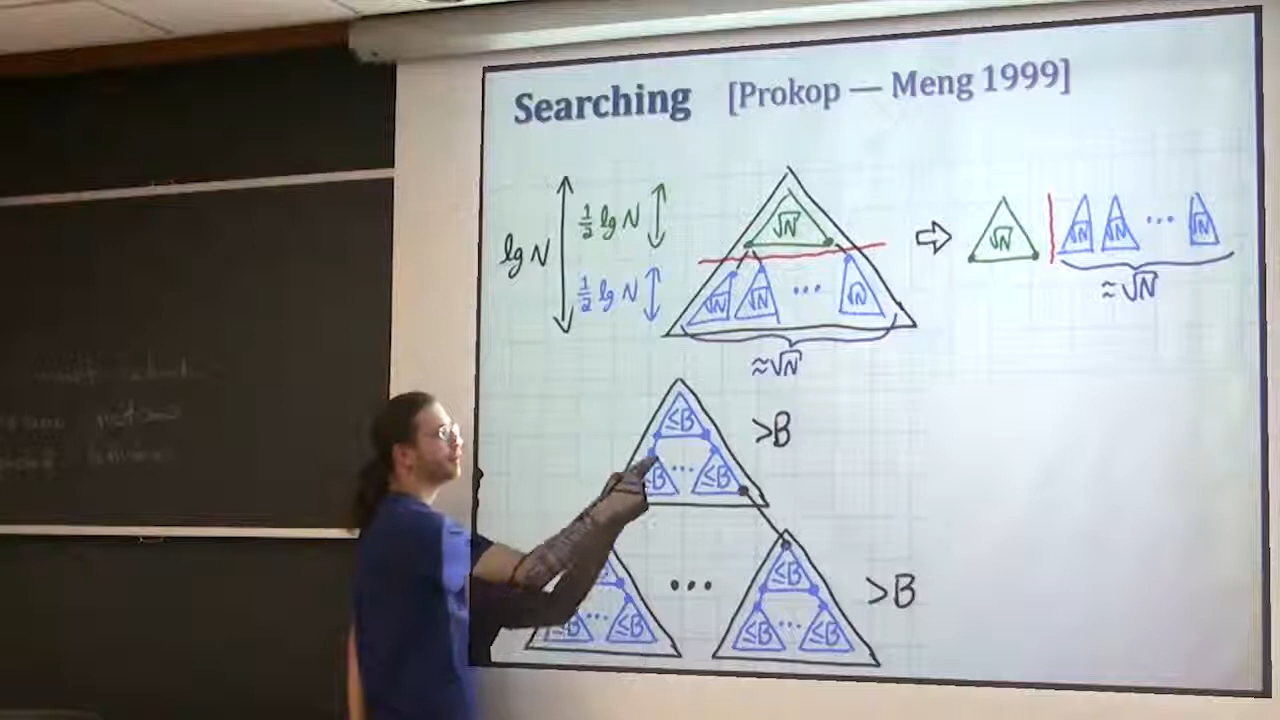 Searching [Prokop — Meng 1999]
lg N
½ lg N
½ lg N
√N
√N √N ... √N
≈√N
⇨
√N | √N √N ... √N
≈√N
≤B
≤B ... ≤B
>B
...
≤B ... ≤B
≤B
≤B ... ≤B
>B